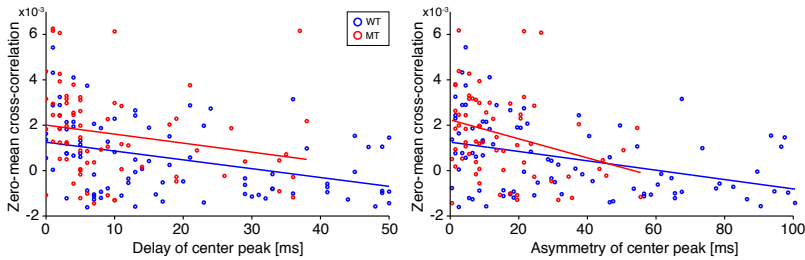 ×10⁻³
6
4
2
0
-2
Zero-mean cross-correlation
0 10 20 30 40 50
Delay of center peak [ms]
WT
MT
×10⁻³
6
4
2
0
-2
Zero-mean cross-correlation
0 20 40 60 80 100
Asymmetry of center peak [ms]